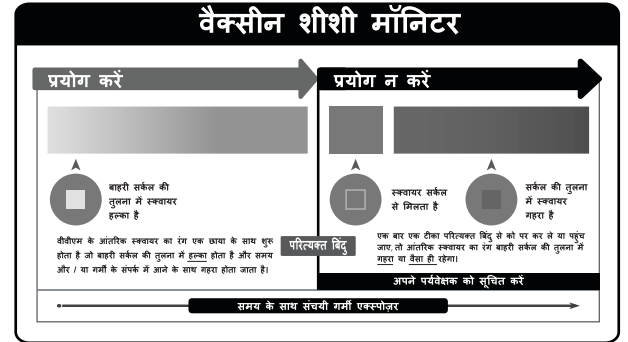 वैक्सीन शीशी मॉनिटर
प्रयोग करें
बाहरी सर्कल की
तुलना में स्क्वायर
हल्का है
वीवीएम के आंतरिक स्क्वायर का रंग एक छाया के साथ शुरू
होता है जो बाहरी सर्कल की तुलना में हल्का होता है और समय
और / या गर्मी के संपर्क में आने के साथ गहरा होता जाता है।
परित्यक्त बिंदु
प्रयोग न करें
स्क्वायर सर्कल
से मिलता है
सर्कल की तुलना
में स्क्वायर
गहरा है
एक बार एक टीका परित्यक्त बिंदु से को पर कर ले या पहुंच
जाए, तो आंतरिक स्क्वायर का रंग बाहरी सर्कल की तुलना में
गहरा या वैसा ही रहेगा।
अपने पर्यवेक्षक को सूचित करें
समय के साथ संचयी गर्मी एक्स्पोज़र